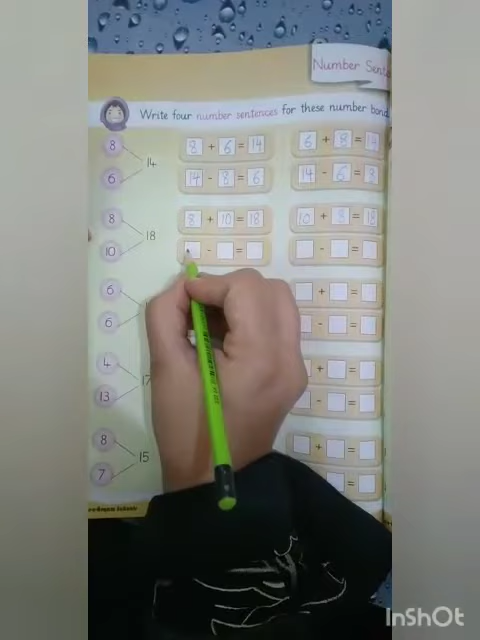 Number Sente
Write four number sentences for these number bond
8
6
14
8 + 6 = 14
6 + 8 = 14
14 - 8 = 6
14 - 6 = 8
8
10
18
8 + 10 = 18
10 + 8 = 18
- =
- =
6
6
+ =
- =
4
13
17
+ =
- =
8
7
15
+ =
=
InShOt